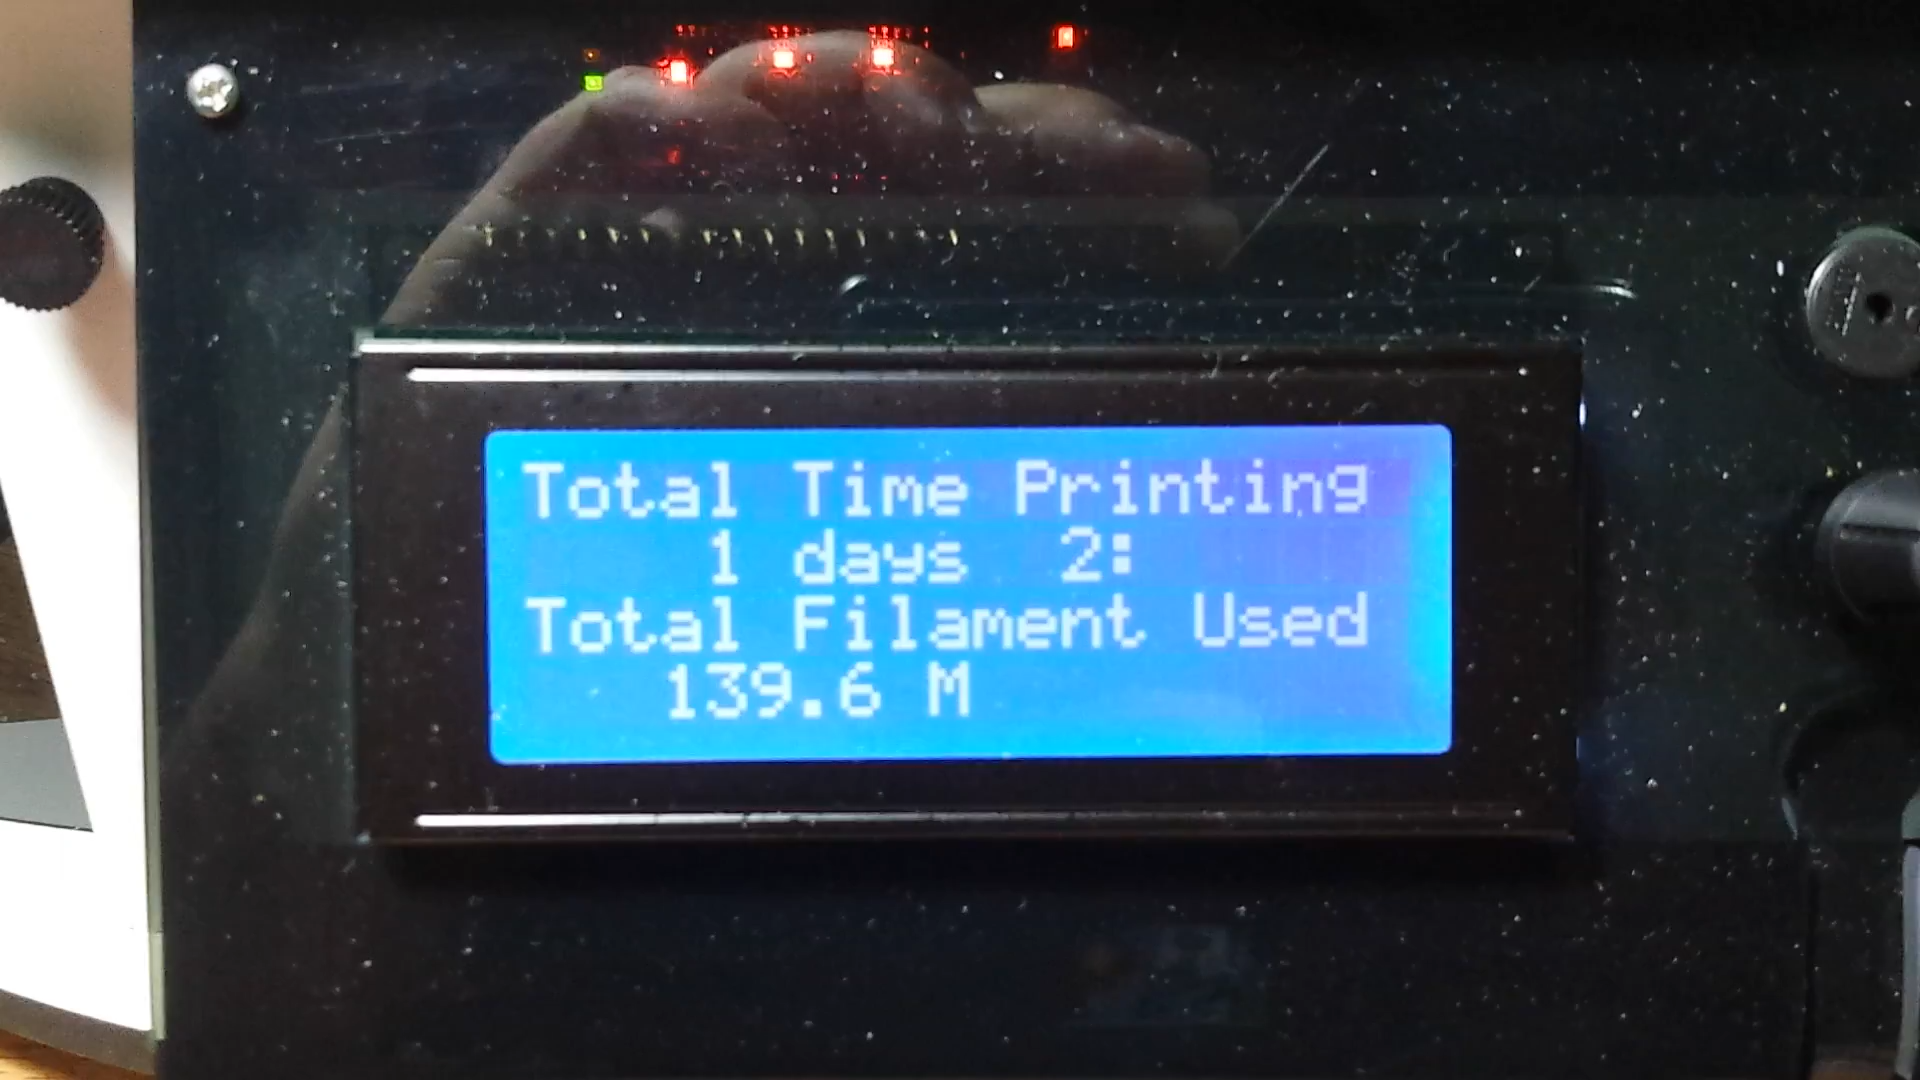 Total Time Printing
1 days 2:
Total Filament Used
139.6 M